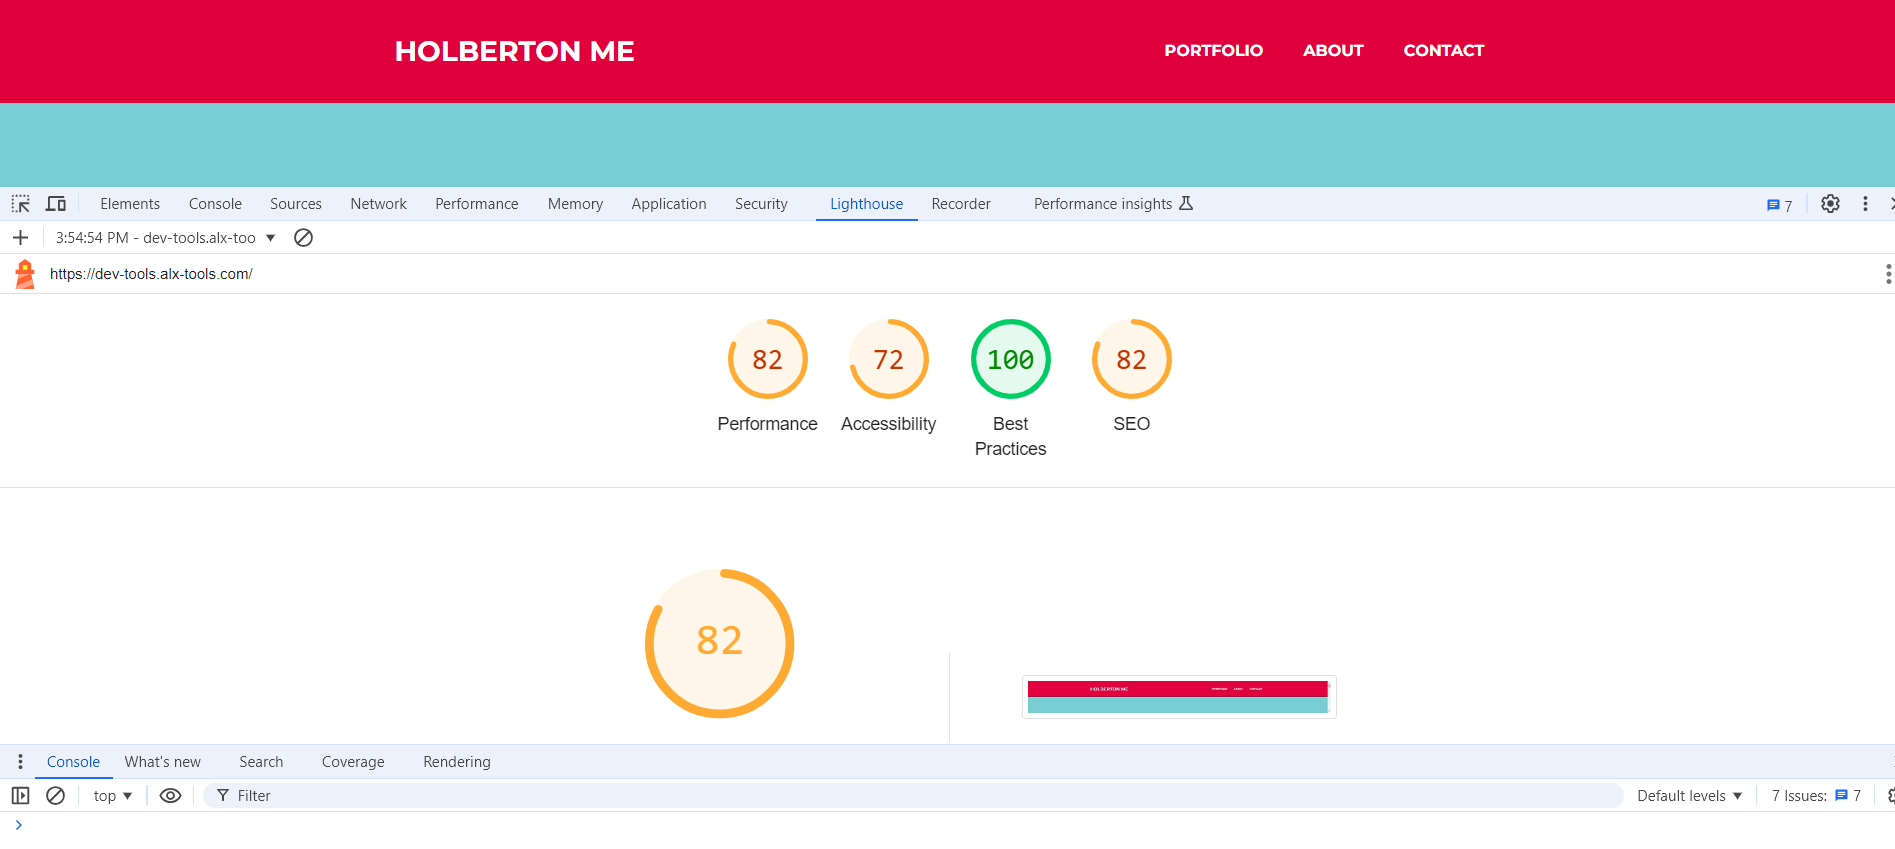 HOLBERTON ME
PORTFOLIO ABOUT CONTACT
Elements Console Sources Network Performance Memory Application Security Lighthouse Recorder Performance insights 7
3:54:54 PM - dev-tools.alx-too
https://dev-tools.alx-tools.com/
82 72 100 82
Performance Accessibility Best Practices SEO
82
HOLBERTON ME
PORTFOLIO ABOUT CONTACT
Console What's new Search Coverage Rendering
top Filter Default levels 7 Issues: 7